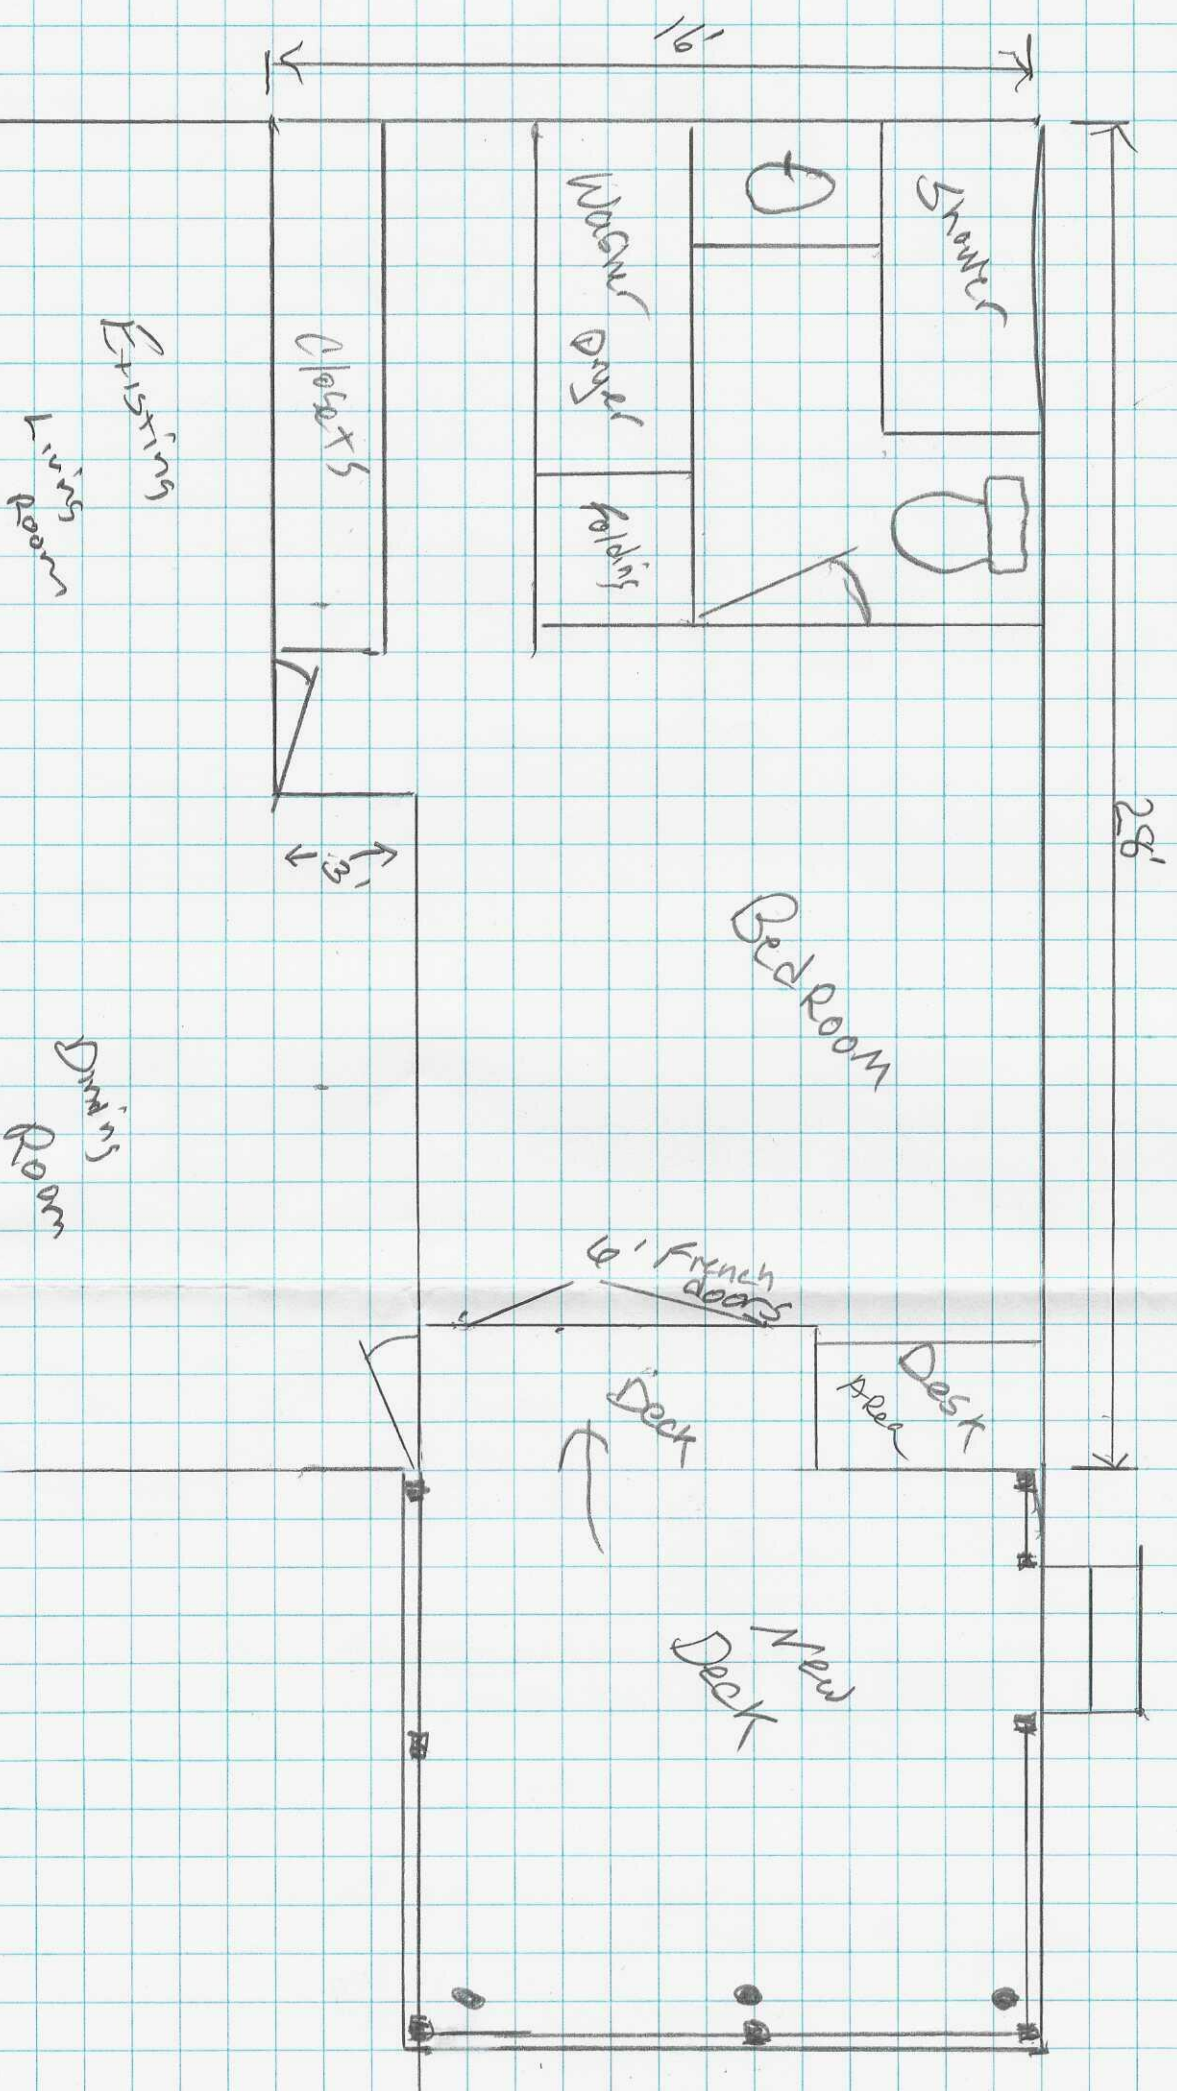 16'
28'
Shower
Washer Dryer
folding
Closets
Existing
Living
Room
3'
BedRoom
Dining
Room
6' French
doors
Deck
Desk
Area
New
Deck